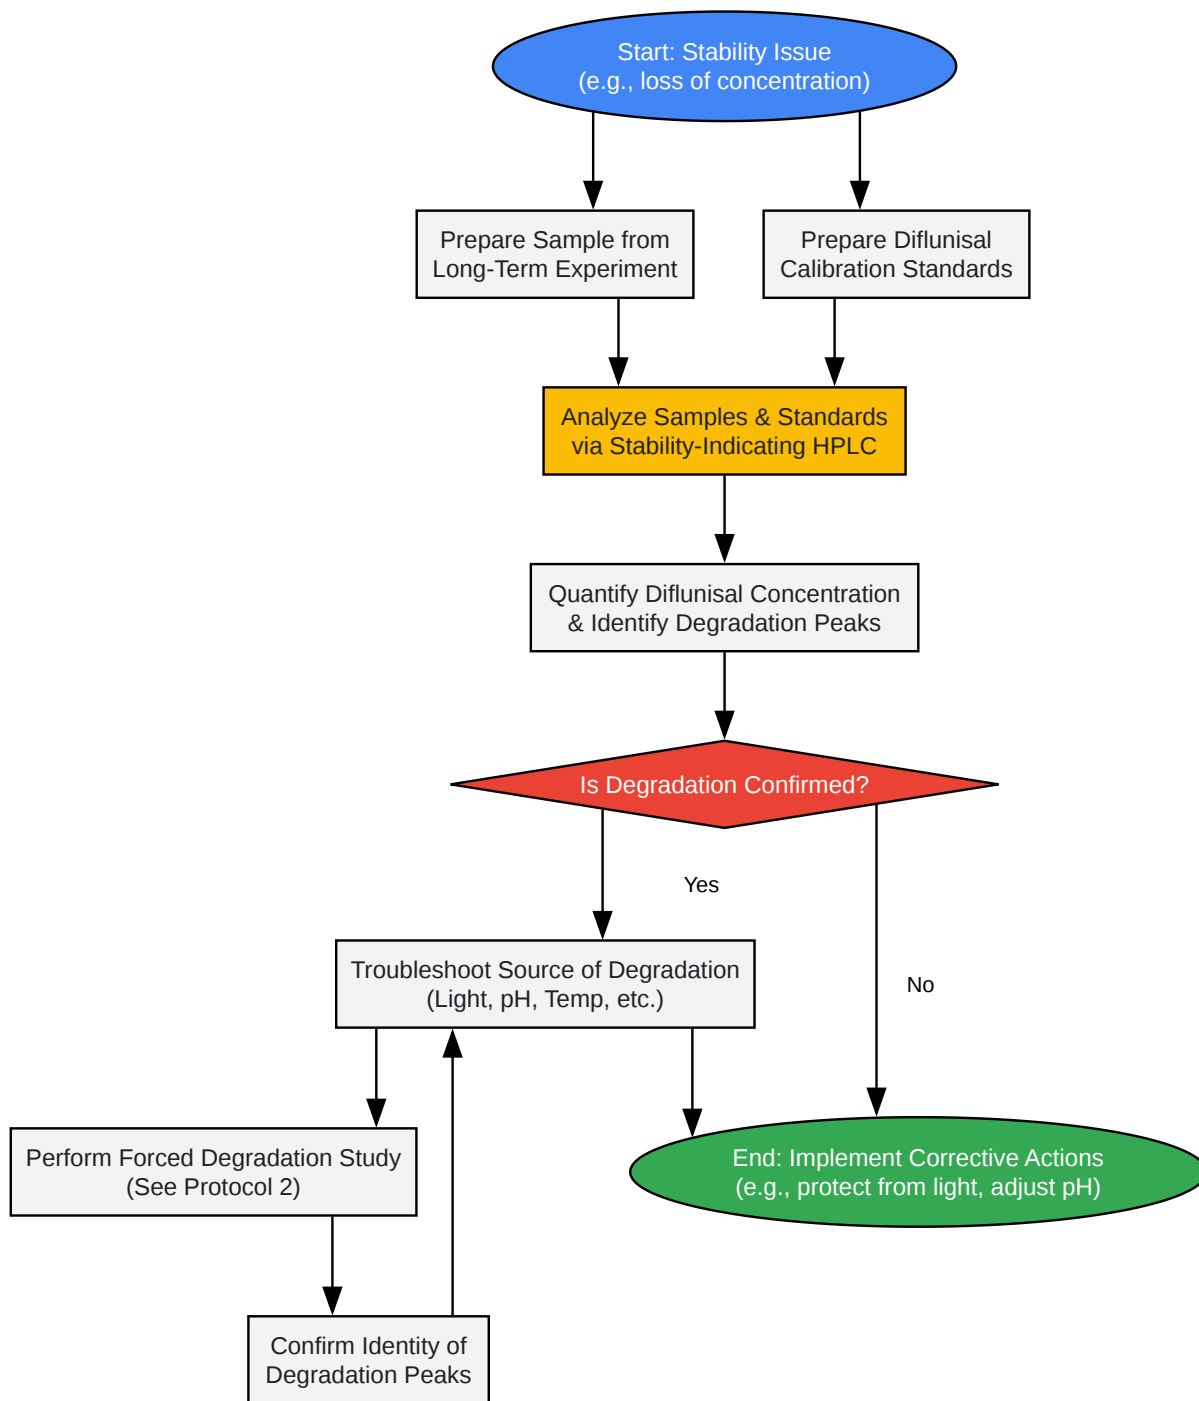 Start: Stability Issue
(e.g., loss of concentration)
Prepare Sample from
Long-Term Experiment
Prepare Diflunisal
Calibration Standards
Analyze Samples & Standards
via Stability-Indicating HPLC
Quantify Diflunisal Concentration
& Identify Degradation Peaks
Is Degradation Confirmed?
Yes
Troubleshoot Source of Degradation
(Light, pH, Temp, etc.)
No
Perform Forced Degradation Study
(See Protocol 2)
End: Implement Corrective Actions
(e.g., protect from light, adjust pH)
Confirm Identity of
Degradation Peaks